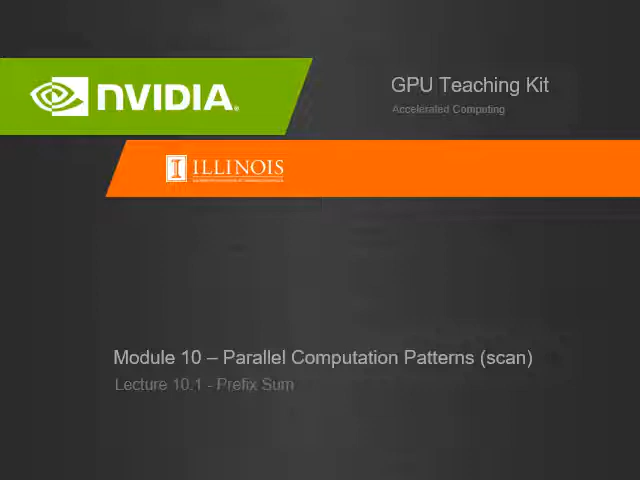 NVIDIA.
GPU Teaching Kit
Accelerated Computing
I ILLINOIS
Module 10 – Parallel Computation Patterns (scan)
Lecture 10.1 - Prefix Sum